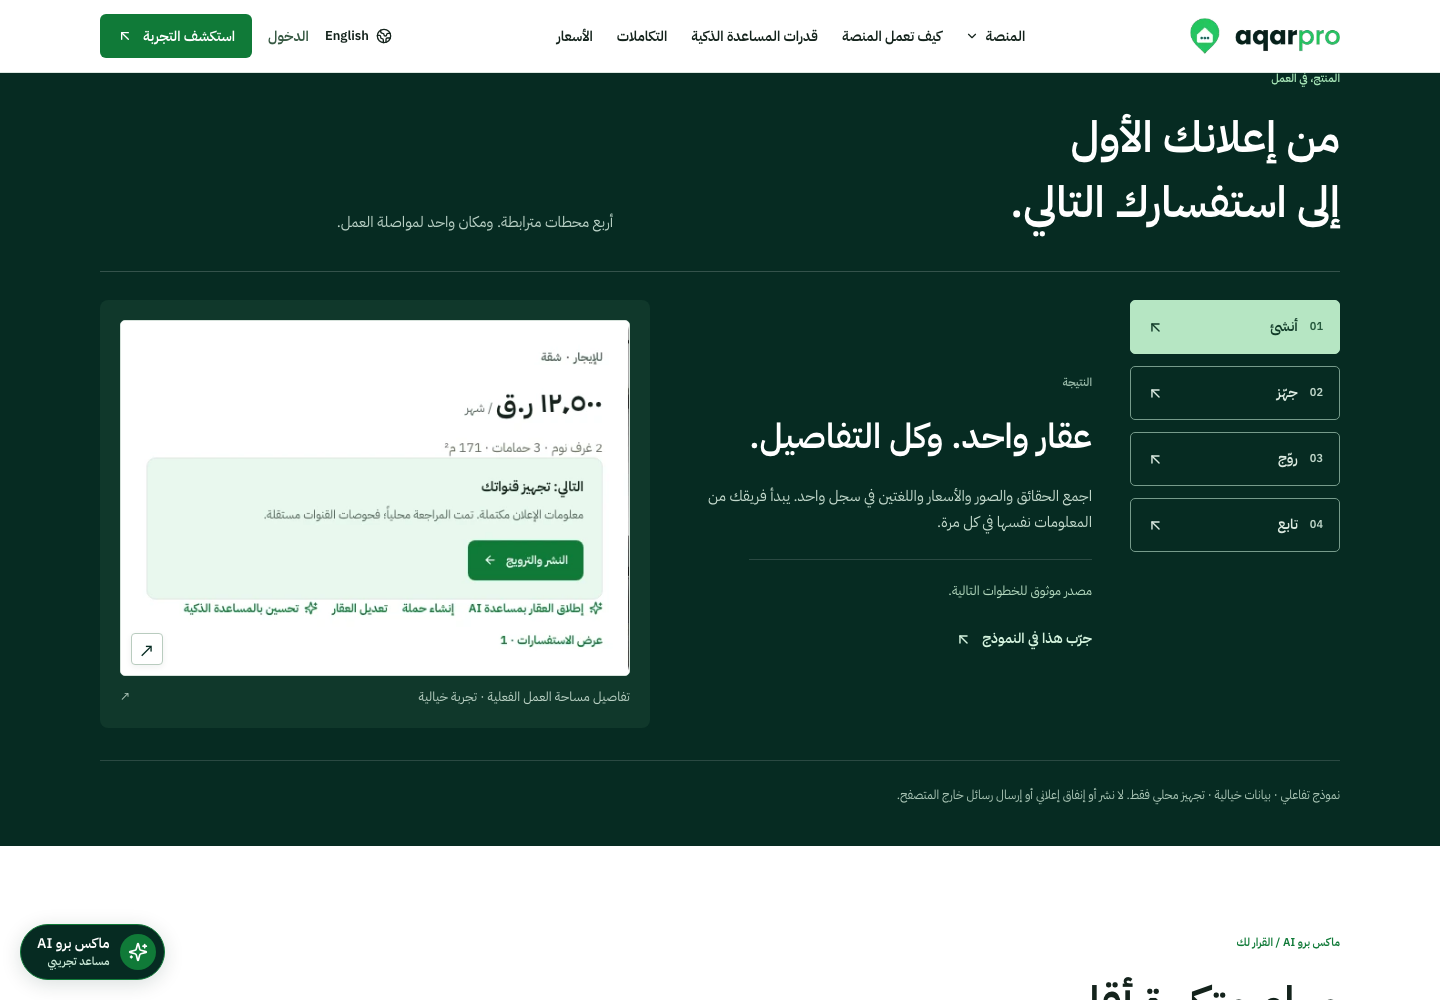 aqarpro
المنصة
كيف تعمل المنصة
قدرات المساعدة الذكية
التكاملات
الأسعار
English
الدخول
استكشف التجربة
المنتج، في العمل
من إعلانك الأول
إلى استفسارك التالي.
أربع محطات مترابطة. ومكان واحد لمواصلة العمل.
01 أنشئ
02 جهّز
03 روّج
04 تابع
النتيجة
عقار واحد. وكل التفاصيل.
اجمع الحقائق والصور والأسعار واللغتين في سجل واحد. يبدأ فريقك من
المعلومات نفسها في كل مرة.
مصدر موثوق للخطوات التالية.
جرّب هذا في النموذج
للإيجار · شقة
١٢,٥٠٠ ر.ق / شهر
2 غرف نوم · 3 حمامات · 171 م²
التالي: تجهيز قنواتك
معلومات الإعلان مكتملة. تمت المراجعة محلياً؛ فحوصات القنوات مستقلة.
النشر والترويج
إطلاق العقار بمساعدة AI
إنشاء حملة
تعديل العقار
تحسين بالمساعدة الذكية
عرض الاستفسارات · 1
تفاصيل مساحة العمل الفعلية · تجربة خيالية
نموذج تفاعلي · بيانات خيالية · تجهيز محلي فقط. لا نشر أو إنفاق إعلاني أو إرسال رسائل خارج المتصفح.
ماكس برو AI / القرار لك
ماكس برو AI
مساعد تجريبي